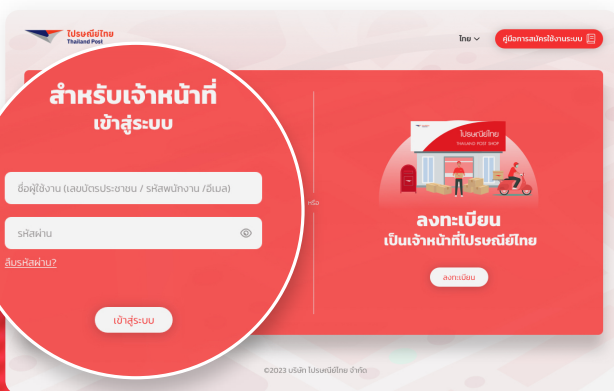 ไปรษณีย์ไทย
Thailand Post
ไทย
คู่มือการสมัครใช้งานระบบ
สำหรับเจ้าหน้าที่
เข้าสู่ระบบ
ชื่อผู้ใช้งาน (เลขบัตรประชาชน / รหัสพนักงาน /อีเมล)
รหัสผ่าน
ลืมรหัสผ่าน?
เข้าสู่ระบบ
หรือ
ไปรษณีย์ไทย
THAILAND POST SHOP
ลงทะเบียน
เป็นเจ้าหน้าที่ไปรษณีย์ไทย
ลงทะเบียน
©2023 บริษัท ไปรษณีย์ไทย จำกัด